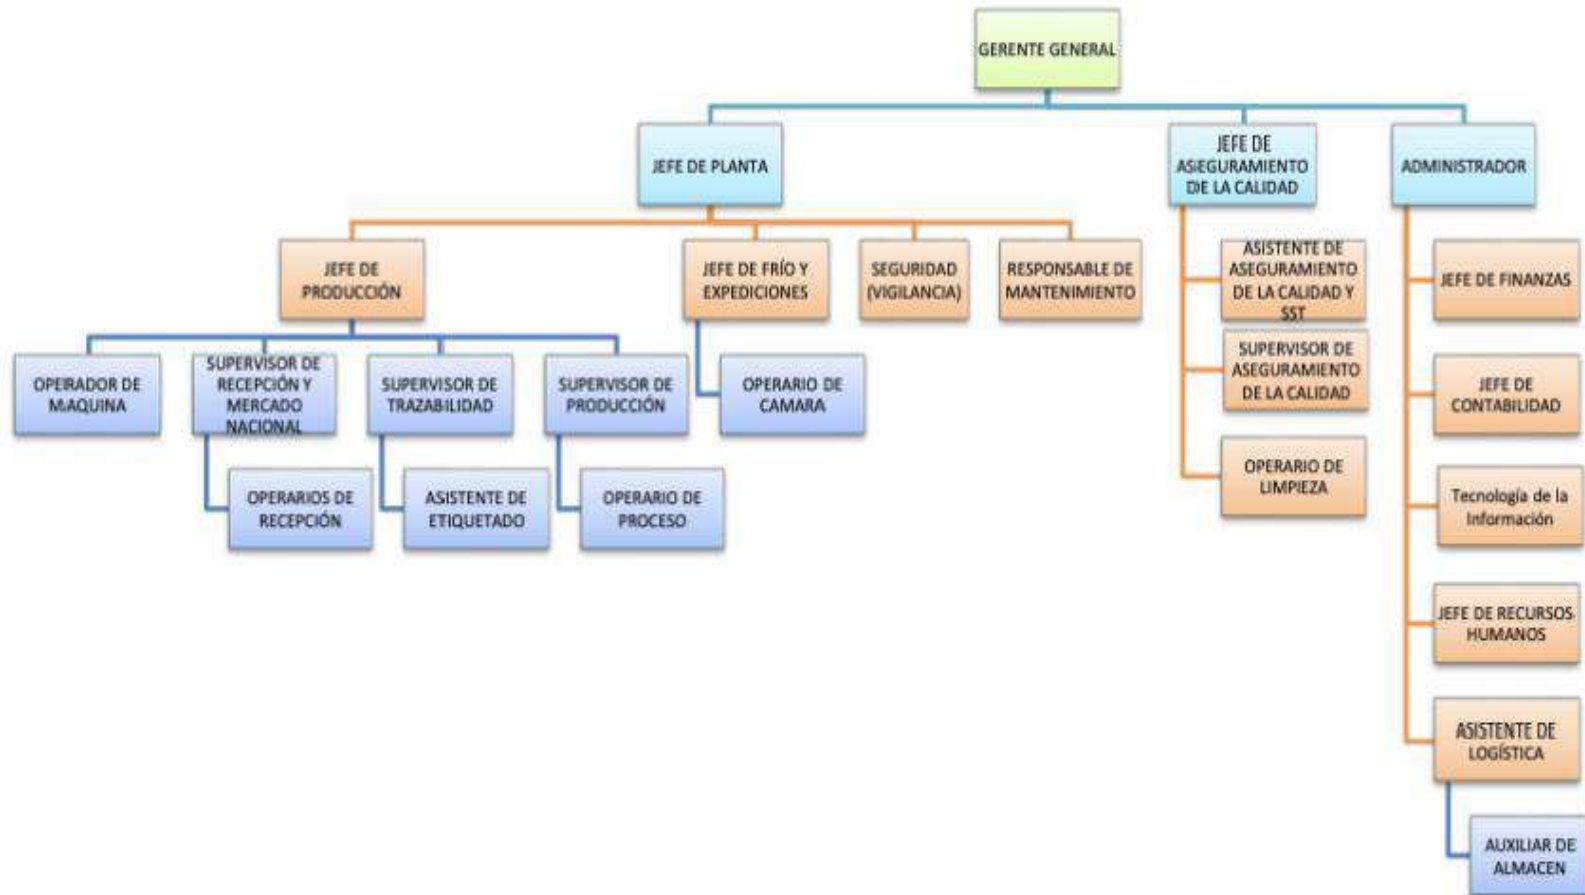 GERENTE GENERAL
JEFE DE PLANTA
JEFE DE
ASEGURAMIENTO
DE LA CALIDAD
ADMINISTRADOR
JEFE DE
PRODUCCIÓN
JEFE DE FRÍO Y
EXPEDICIONES
SEGURIDAD
(VIGILANCIA)
RESPONSABLE DE
MANTENIMIENTO
ASISTENTE DE
ASEGURAMIENTO
DE LA CALIDAD Y
SST
JEFE DE FINANZAS
OPERADOR DE
MAQUINA
SUPERVISOR DE
RECEPCIÓN Y
MERCADO
NACIONAL
SUPERVISOR DE
TRAZABILIDAD
SUPERVISOR DE
PRODUCCIÓN
OPERARIO DE
CAMARA
SUPERVISOR DE
ASEGURAMIENTO
DE LA CALIDAD
JEFE DE
CONTABILIDAD
OPERARIOS DE
RECEPCIÓN
ASISTENTE DE
ETIQUETADO
OPERARIO DE
PROCESO
OPERARIO DE
LIMPIEZA
Tecnología de la
Información
JEFE DE RECURSOS
HUMANOS
ASISTENTE DE
LOGÍSTICA
AUXILIAR DE
ALMACEN